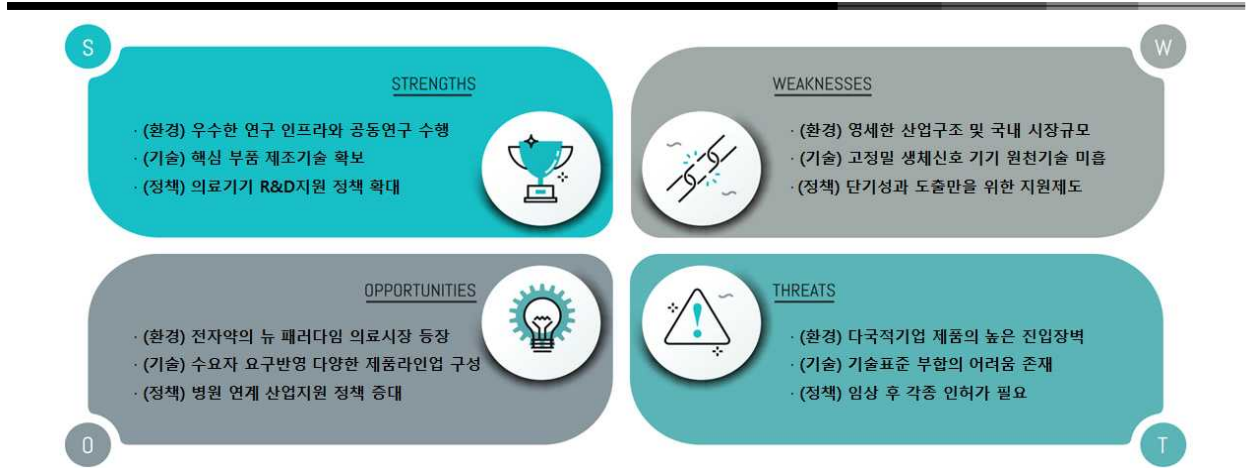 S
STRENGTHS
· (환경) 우수한 연구 인프라와 공동연구 수행
· (기술) 핵심 부품 제조기술 확보
· (정책) 의료기기 R&D지원 정책 확대
W
WEAKNESSES
· (환경) 영세한 산업구조 및 국내 시장규모
· (기술) 고정밀 생체신호 기기 원천기술 미흡
· (정책) 단기성과 도출만을 위한 지원제도
OPPORTUNITIES
· (환경) 전자약의 뉴 패러다임 의료시장 등장
· (기술) 수요자 요구반영 다양한 제품라인업 구성
· (정책) 병원 연계 산업지원 정책 증대
O
THREATS
· (환경) 다국적기업 제품의 높은 진입장벽
· (기술) 기술표준 부합의 어려움 존재
· (정책) 임상 후 각종 인허가 필요
T